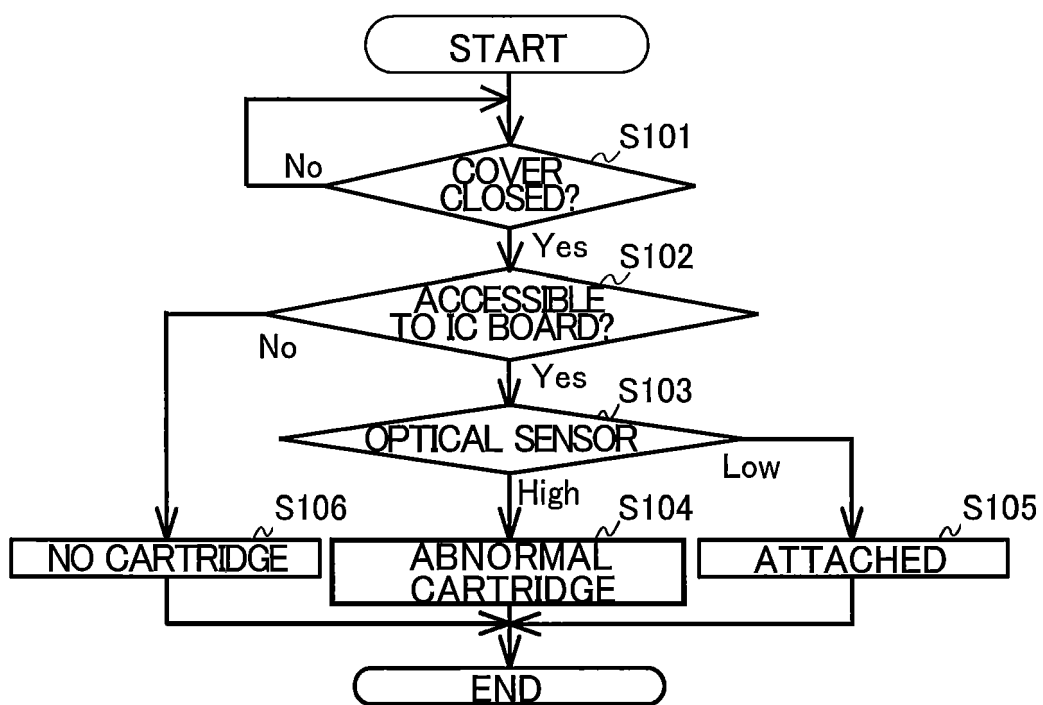 START
S101
No
COVER
CLOSED?
Yes
S102
ACCESSIBLE
TO IC BOARD?
No
Yes
S103
OPTICAL SENSOR
Low
High
S106
S104
S105
NO CARTRIDGE
ABNORMAL
CARTRIDGE
ATTACHED
END